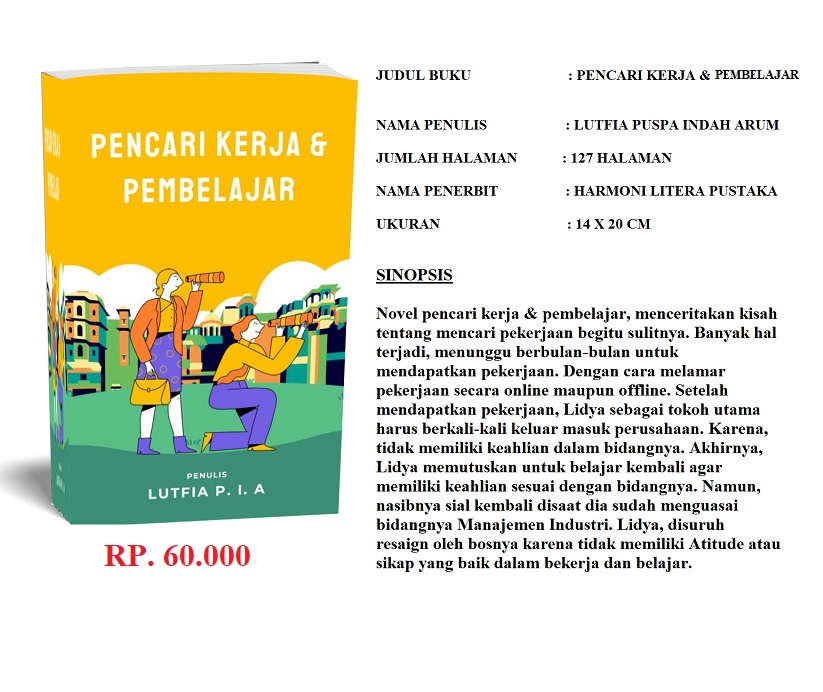 PENCARI KERJA &
PEMBELAJAR
PENULIS
LUTFIA P. I. A
RP. 60.000
JUDUL BUKU : PENCARI KERJA & PEMBELAJAR
NAMA PENULIS : LUTFIA PUSPA INDAH ARUM
JUMLAH HALAMAN : 127 HALAMAN
NAMA PENERBIT : HARMONI LITERA PUSTAKA
UKURAN : 14 X 20 CM
SINOPSIS
Novel pencari kerja & pembelajar, menceritakan kisah
tentang mencari pekerjaan begitu sulitnya. Banyak hal
terjadi, menunggu berbulan-bulan untuk
mendapatkan pekerjaan. Dengan cara melamar
pekerjaan secara online maupun offline. Setelah
mendapatkan pekerjaan, Lidya sebagai tokoh utama
harus berkali-kali keluar masuk perusahaan. Karena,
tidak memiliki keahlian dalam bidangnya. Akhirnya,
Lidya memutuskan untuk belajar kembali agar
memiliki keahlian sesuai dengan bidangnya. Namun,
nasibnya sial kembali disaat dia sudah menguasai
bidangnya Manajemen Industri. Lidya, disuruh
resaign oleh bosnya karena tidak memiliki Atitude atau
sikap yang baik dalam bekerja dan belajar.